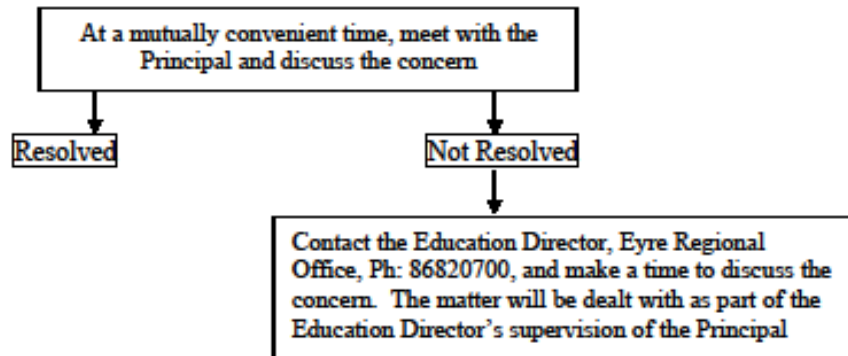 At a mutually convenient time, meet with the
Principal and discuss the concern
Resolved
Not Resolved
Contact the Education Director, Eyre Regional
Office, Ph: 86820700, and make a time to discuss the
concern. The matter will be dealt with as part of the
Education Director's supervision of the Principal